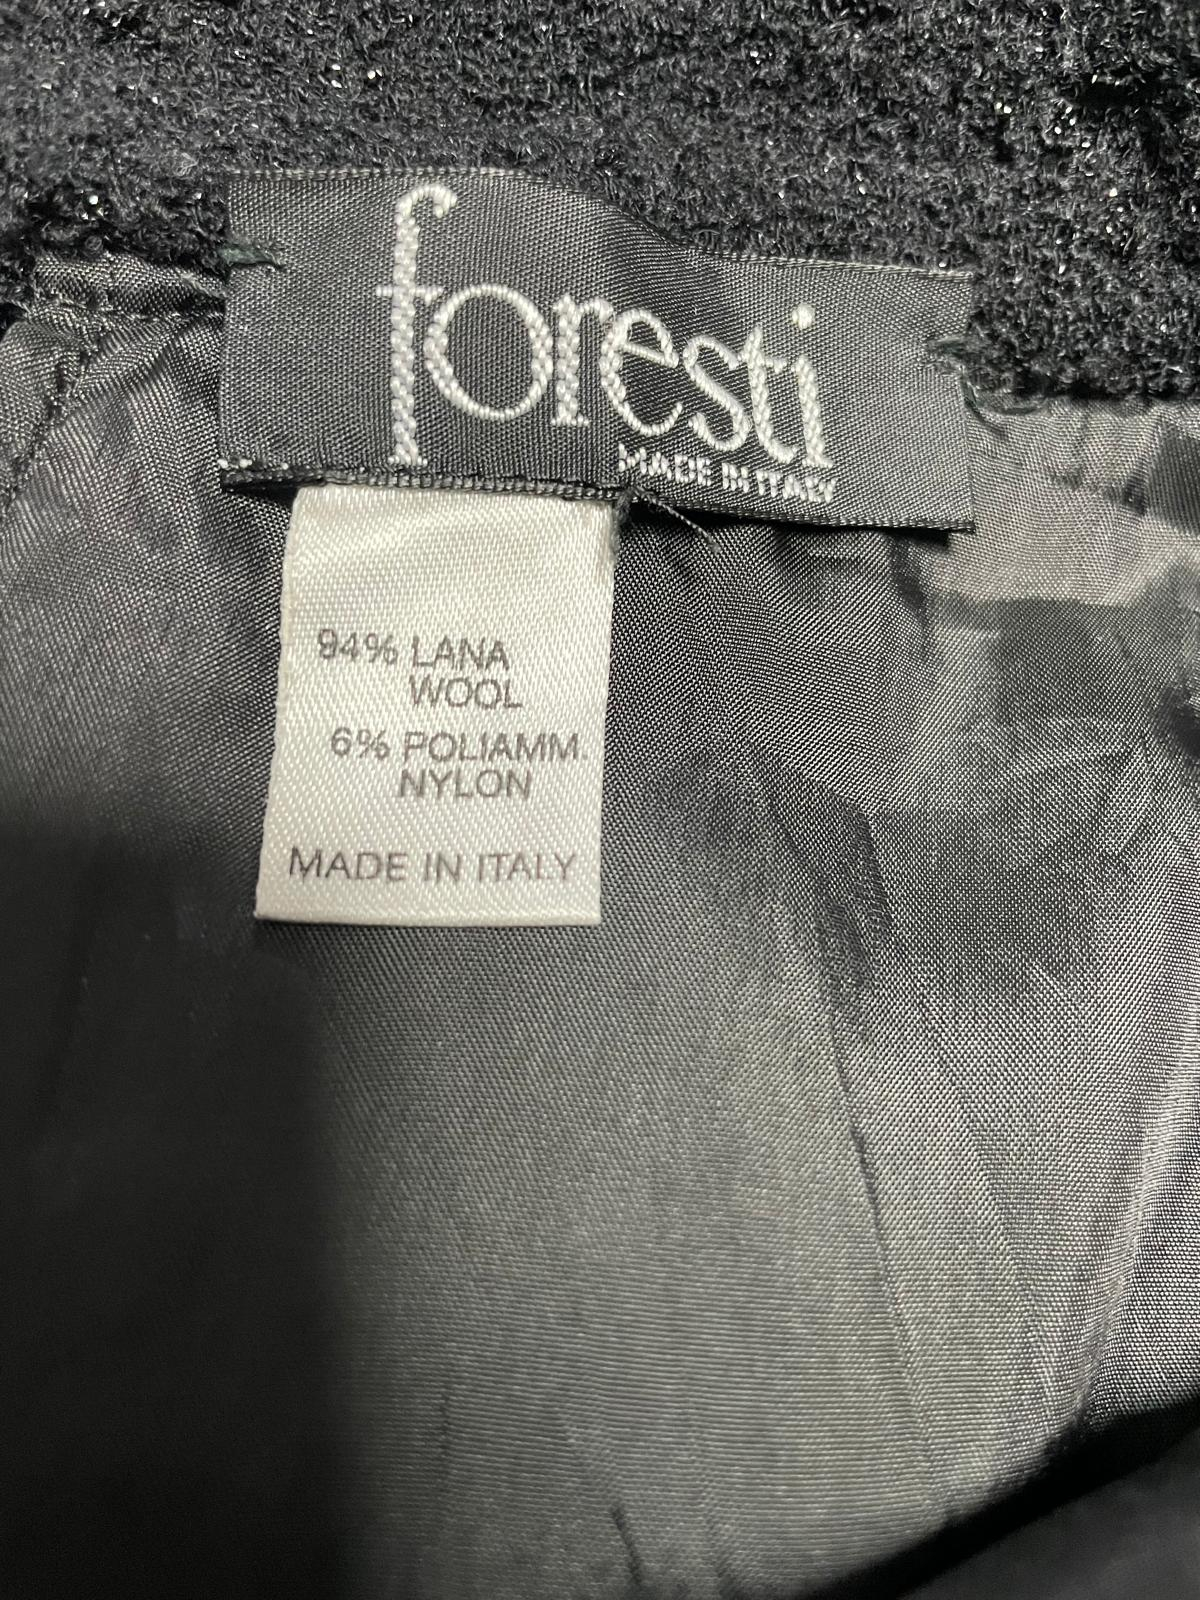 foresti
MADE IN ITALY
94% LANA
WOOL
6% POLIAMM.
NYLON
MADE IN ITALY